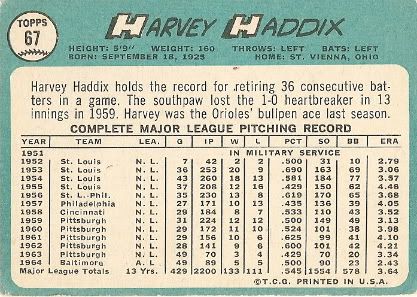 TOPPS
67
HARVEY HADDIX
HEIGHT: 5'9" WEIGHT: 160 THROWS: LEFT BATS: LEFT
BORN: SEPTEMBER 18, 1925 HOME: ST. VIENNA, OHIO
Harvey Haddix holds the record for retiring 36 consecutive bat-
ters in a game. The southpaw lost the 1-0 heartbreaker in 13
innings in 1959. Harvey was the Orioles' bullpen ace last season.
COMPLETE MAJOR LEAGUE PITCHING RECORD
YEAR TEAM LEA. G IP W L PCT. SO BB ERA
1951 IN MILITARY SERVICE
1952 St. Louis N. L. 7 42 2 2 .500 31 10 2.79
1953 St. Louis N. L. 36 253 20 9 .690 163 69 3.06
1954 St. Louis N. L. 43 260 18 13 .581 184 77 3.57
1955 St. Louis N. L. 37 208 12 16 .429 150 62 4.48
1956 St. L.-Phil. N. L. 35 230 13 8 .619 170 65 3.68
1957 Philadelphia N. L. 27 171 10 13 .435 136 39 4.05
1958 Cincinnati N. L. 29 184 8 7 .533 110 43 3.52
1959 Pittsburgh N. L. 31 224 12 12 .500 149 49 3.13
1960 Pittsburgh N. L. 29 172 11 10
1961 Pittsburgh N. L. 29 156 10 6 .625 99 41 4.10
1962 Pittsburgh N. L. 28 141 9 6 .600 101 42 4.21
1963 Pittsburgh N. L. 49 70 3 4 .429 70 20 3.34
1964 Baltimore A. L. 49 90 5 5 .500 90 23
Major League Totals 13 Yrs. 429 2200 133 111 .545 1554 578 3.64
©T.C.G. PRINTED IN U.S.A.